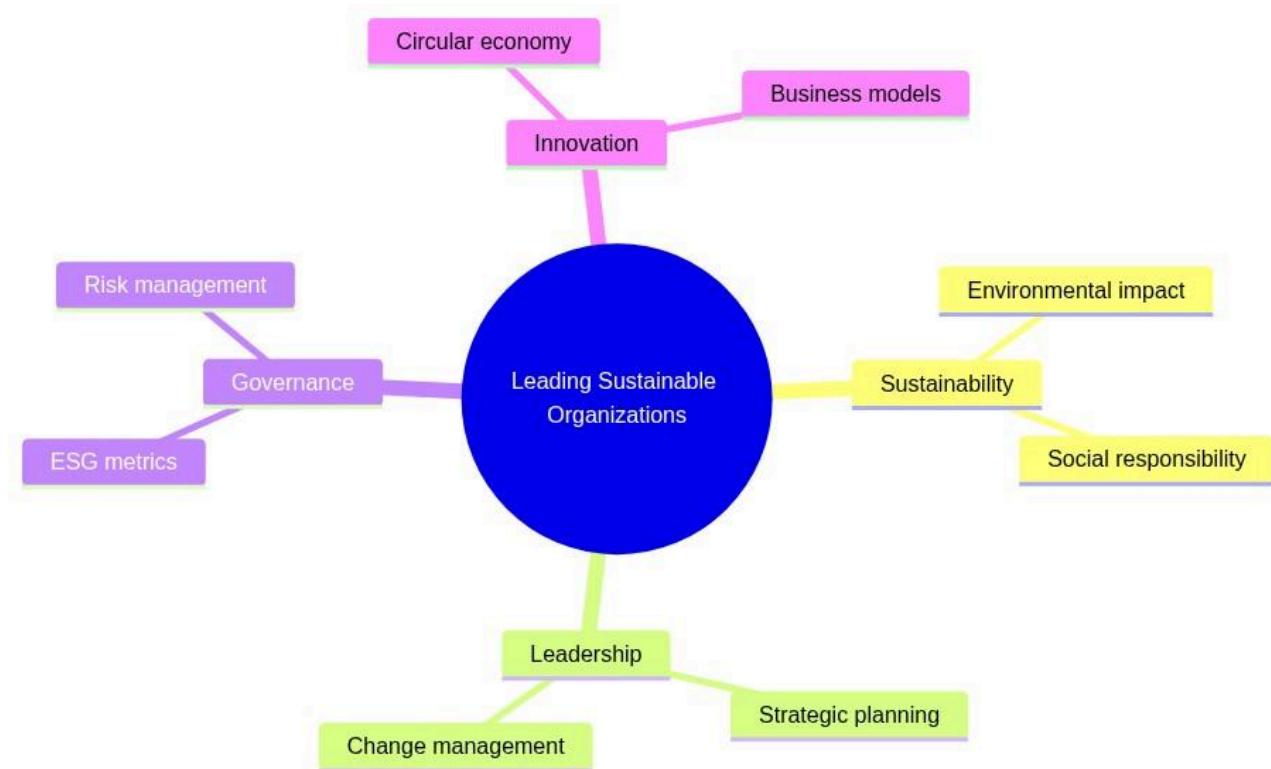 Circular economy
Business models
Innovation
Risk management
Environmental impact
Governance
Leading Sustainable
Organizations
Sustainability
ESG metrics
Social responsibility
Leadership
Strategic planning
Change management